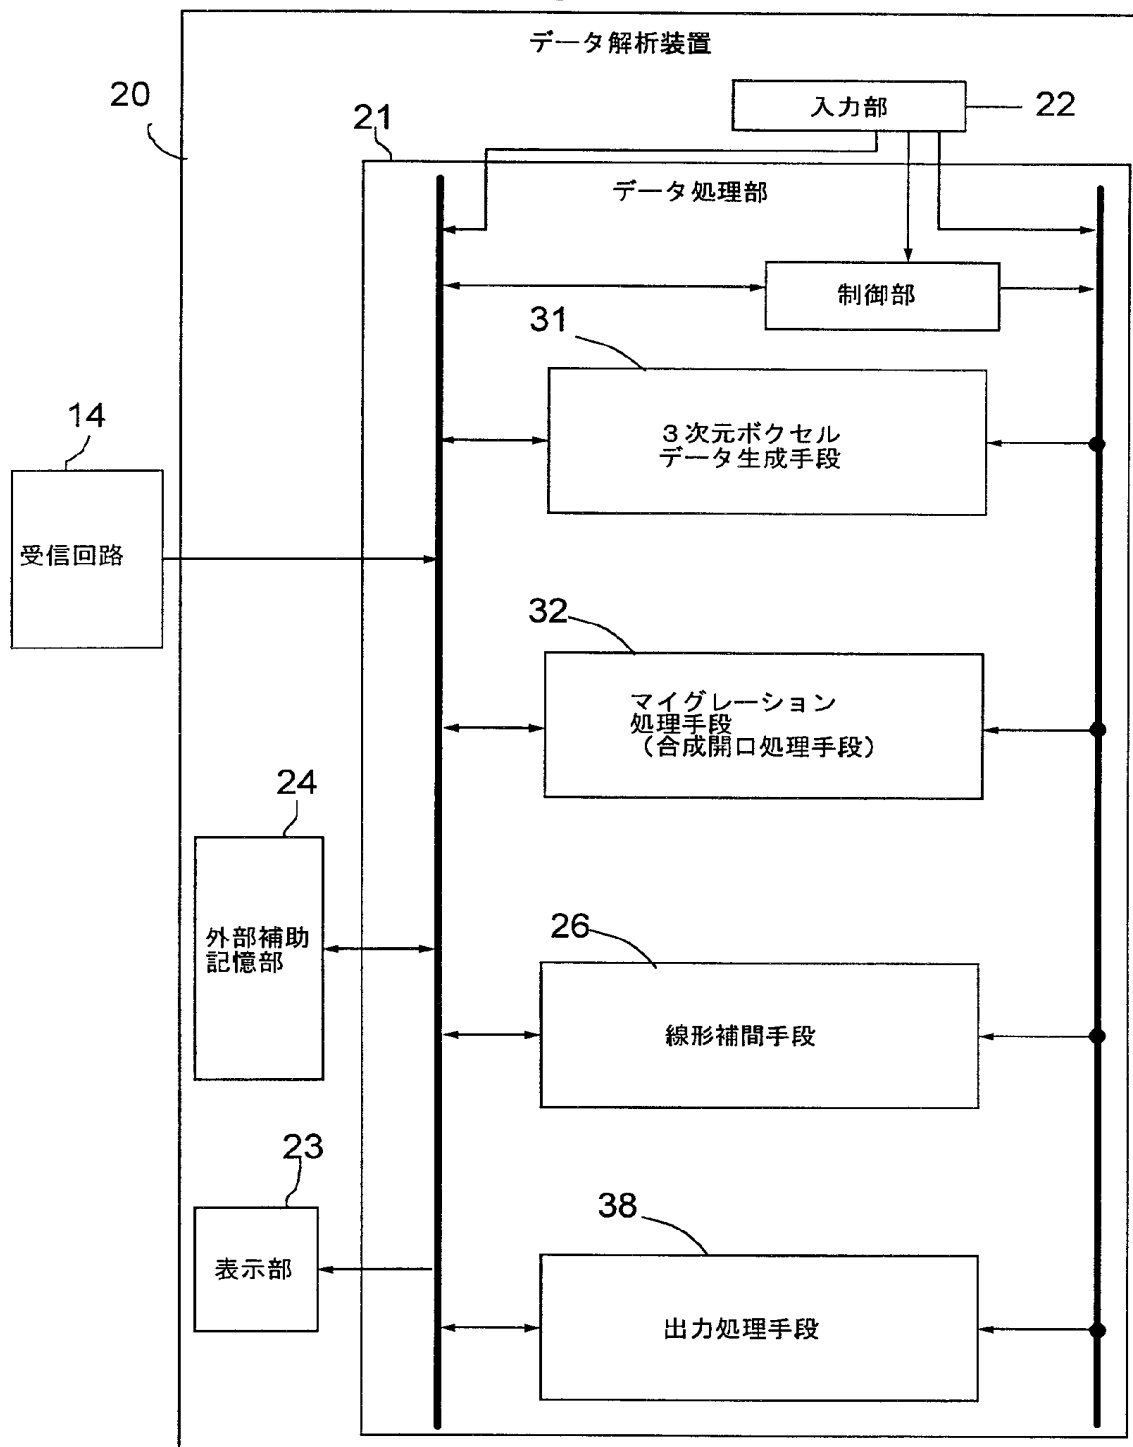 データ解析装置
20
入力部
22
21
データ処理部
制御部
31
3次元ボクセル
データ生成手段
14
受信回路
32
マイグレーション
処理手段
(合成開口処理手段)
24
外部補助
記憶部
26
線形補間手段
23
表示部
38
出力処理手段